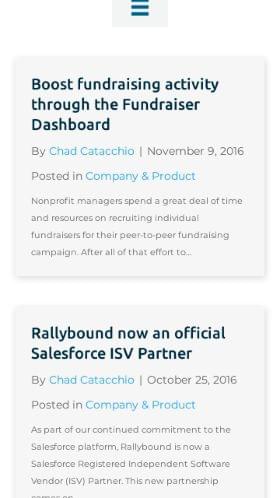 Boost fundraising activity
through the Fundraiser
Dashboard
By Chad Catacchio | November 9, 2016
Posted in Company & Product
Nonprofit managers spend a great deal of time
and resources on recruiting individual
fundraisers for their peer-to-peer fundraising
campaign. After all of that effort to...
Rallybound now an official
Salesforce ISV Partner
By Chad Catacchio | October 25, 2016
Posted in Company & Product
As part of our continued commitment to the
Salesforce platform, Rallybound is now a
Salesforce Registered Independent Software
Vendor (ISV) Partner. This new partnership